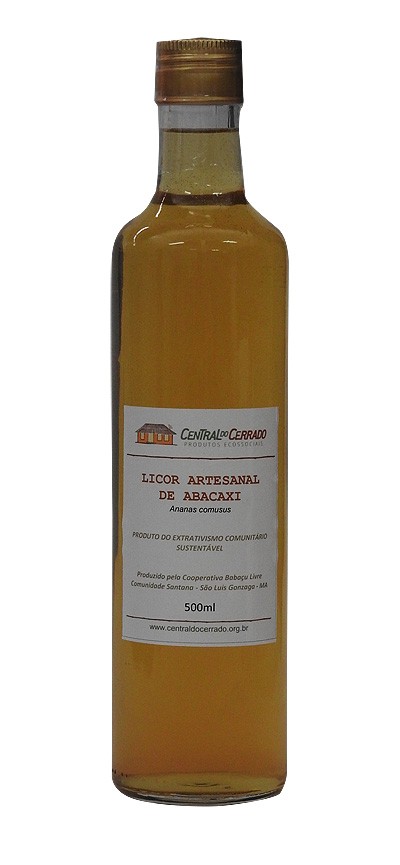 CENTRAL DO CERRADO
PRODUTOS ECOSSOCIAIS
LICOR ARTESANAL
DE ABACAXI
Ananas comusus
PRODUTO DO EXTRATIVISMO COMUNITÁRIO
SUSTENTÁVEL
Produzido pela Cooperativa Babaçu Livre
Comunidade Santana - São Luís Gonzaga - MA
500ml
www.centraldocerrado.org.br